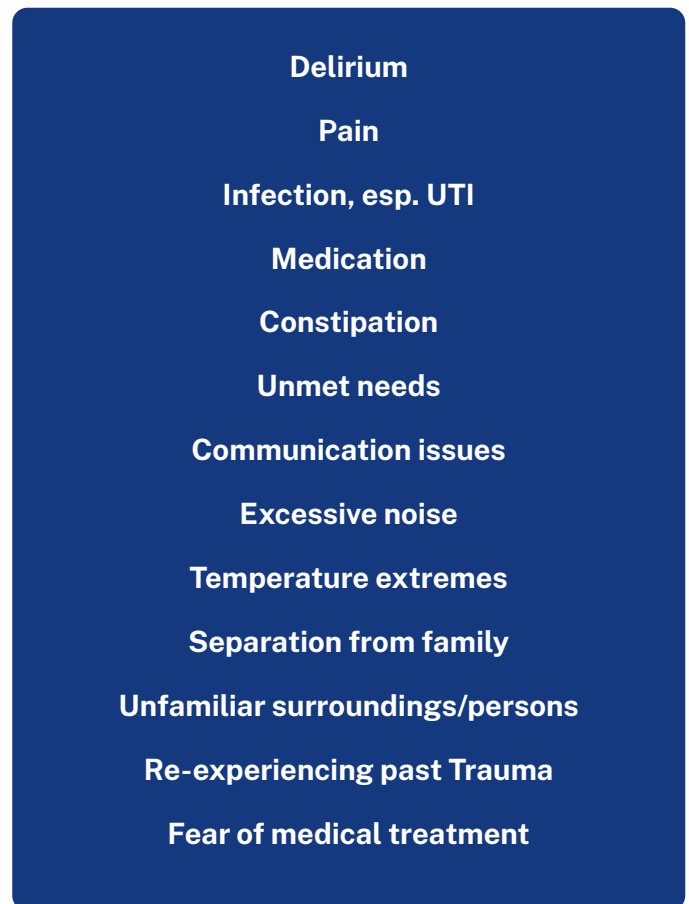 Delirium
Pain
Infection, esp. UTI
Medication
Constipation
Unmet needs
Communication issues
Excessive noise
Temperature extremes
Separation from family
Unfamiliar surroundings/persons
Re-experiencing past Trauma
Fear of medical treatment